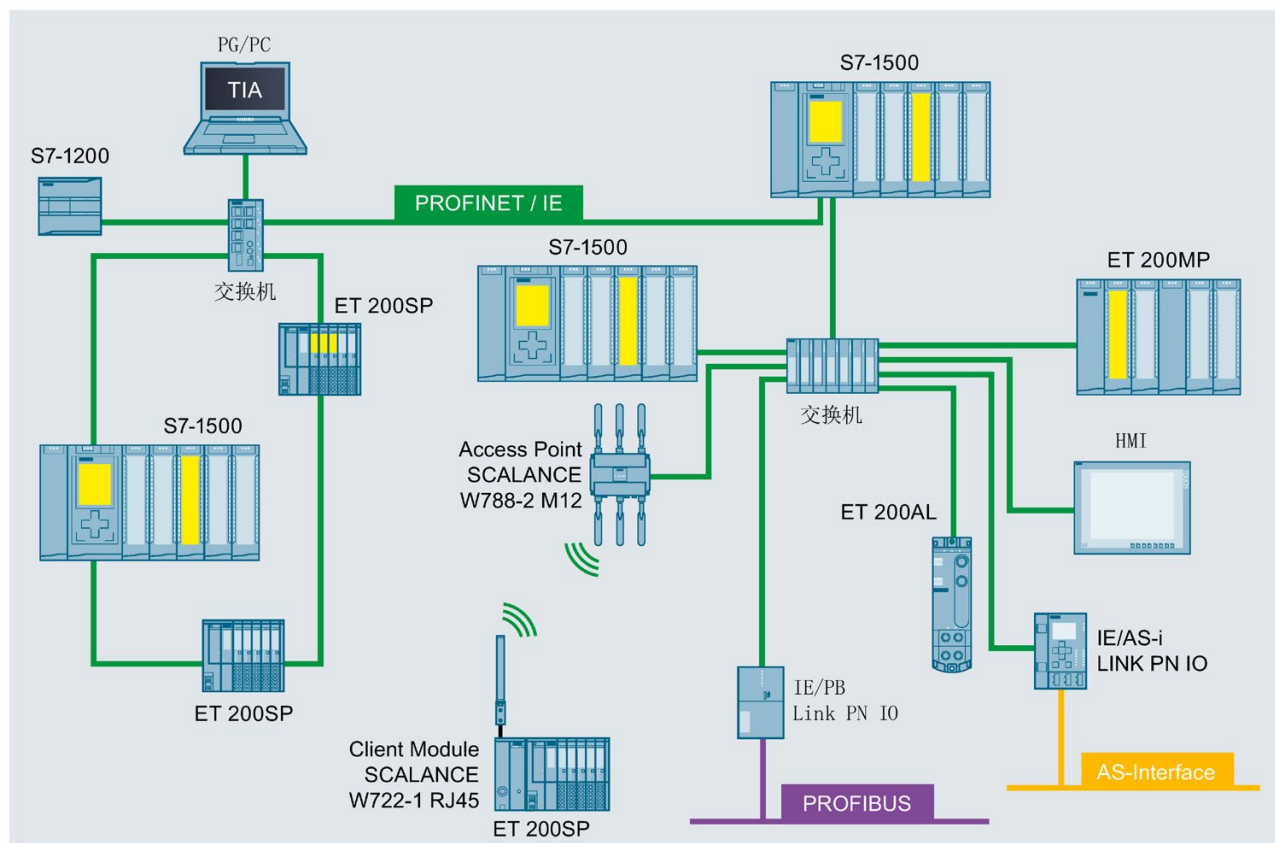 PG/PC
TIA
S7-1500
S7-1200
PROFINET / IE
S7-1500
ET 200MP
交换机
ET 200SP
交换机
HMI
S7-1500
Access Point
SCALANCE
W788-2 M12
ET 200AL
IE/AS-i
LINK PN IO
IE/PB
Link PN IO
ET 200SP
Client Module
SCALANCE
W722-1 RJ45
AS-Interface
PROFIBUS
ET 200SP